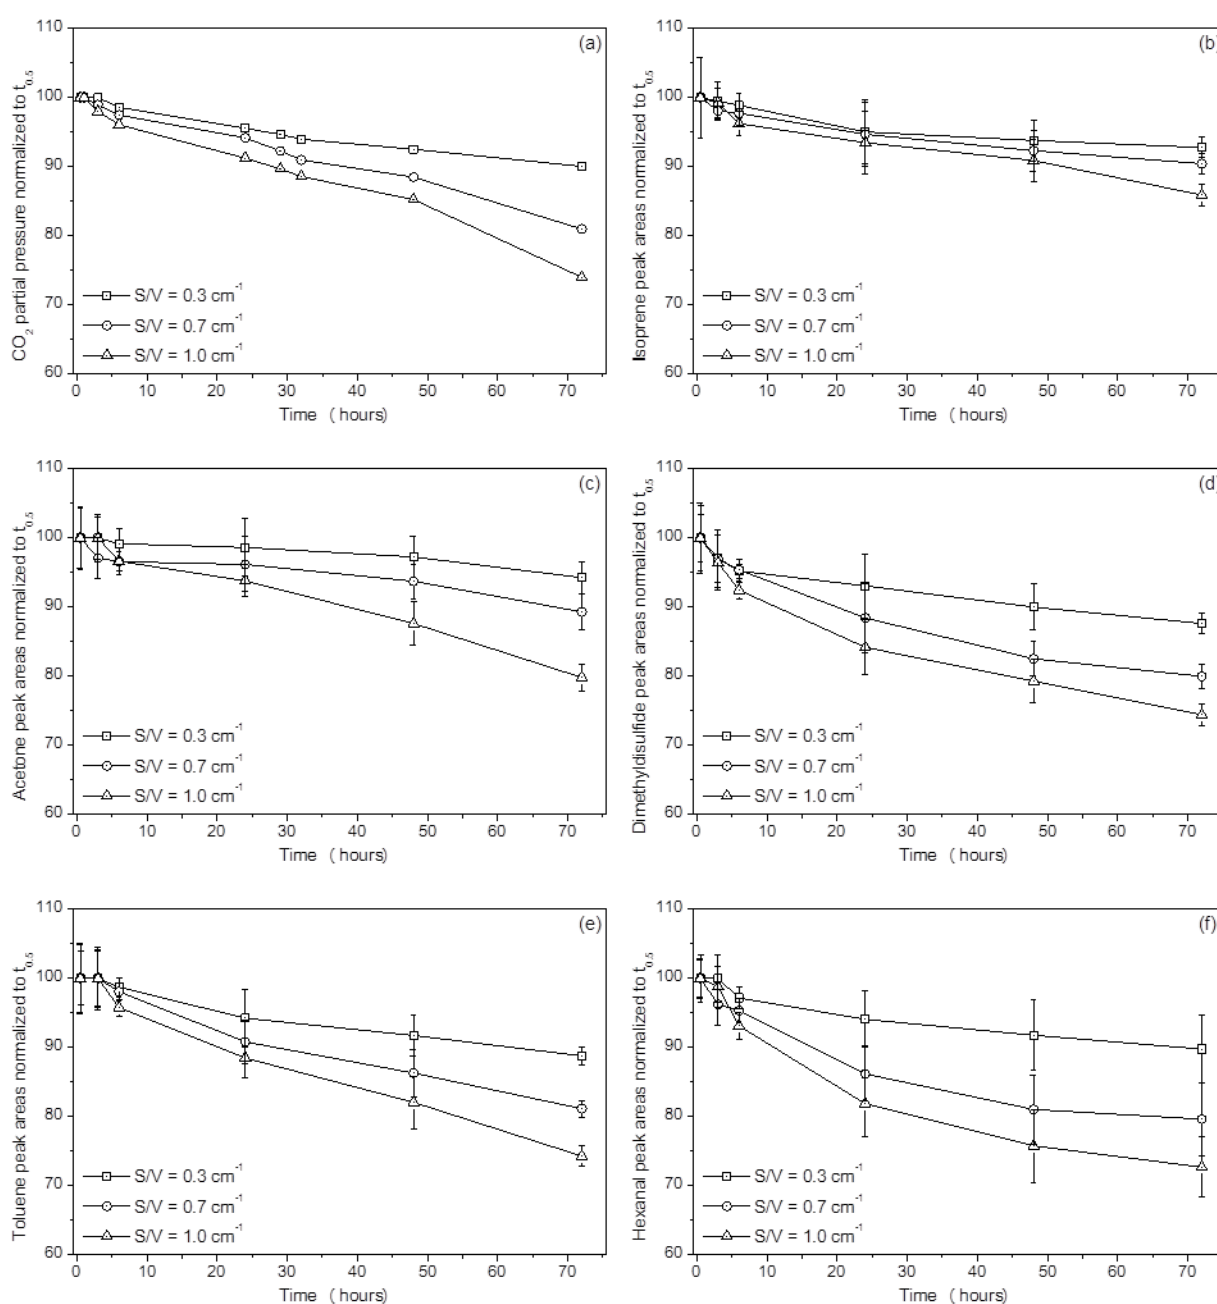 (a)
CO2 partial pressure normalized to t0.5
110
100
90
80
70
60
S/V = 0.3 cm-1
S/V = 0.7 cm-1
S/V = 1.0 cm-1
0 10 20 30 40 50 60 70
Time ( hours)
(b)
Isoprene peak areas normalized to t0.5
110
100
90
80
70
60
S/V = 0.3 cm-1
S/V = 0.7 cm-1
S/V = 1.0 cm-1
0 10 20 30 40 50 60 70
Time ( hours)
(c)
Acetone peak areas normalized to t0.5
110
100
90
80
70
60
S/V = 0.3 cm-1
S/V = 0.7 cm-1
S/V = 1.0 cm-1
0 10 20 30 40 50 60 70
Time ( hours)
(d)
Dimethyldisulfide peak areas normalized to t0.5
110
100
90
80
70
60
S/V = 0.3 cm-1
S/V = 0.7 cm-1
S/V = 1.0 cm-1
0 10 20 30 40 50 60 70
Time ( hours)
(e)
Toluene peak areas normalized to t0.5
110
100
90
80
70
60
S/V = 0.3 cm-1
S/V = 0.7 cm-1
S/V = 1.0 cm-1
0 10 20 30 40 50 60 70
Time ( hours)
(f)
Hexanal peak areas normalized to t0.5
110
100
90
80
70
60
S/V = 0.3 cm-1
S/V = 0.7 cm-1
S/V = 1.0 cm-1
0 10 20 30 40 50 60 70
Time ( hours)